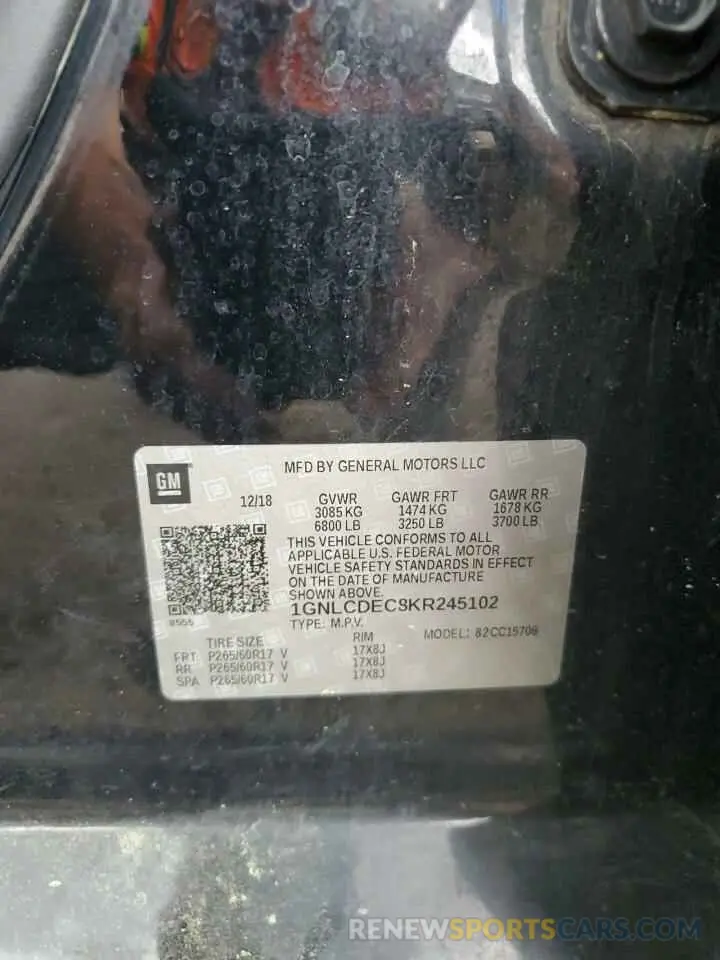 MFD BY GENERAL MOTORS LLC
GM
12/18 GVWR GAWR FRT GAWR RR
3085 KG 1474 KG 1678 KG
6800 LB 3250 LB 3700 LB
THIS VEHICLE CONFORMS TO ALL
APPLICABLE U.S. FEDERAL MOTOR
VEHICLE SAFETY STANDARDS IN EFFECT
ON THE DATE OF MANUFACTURE
SHOWN ABOVE.
1GNLCDEC8KR245102
TYPE: M.P.V. MODEL: 82CC15706
TIRE SIZE RIM
FRT P265/60R17 V 17X8J
RR P265/60R17 V 17X8J
SPA P265/60R17 V 17X8J
RENEWSPORTSCARS.COM